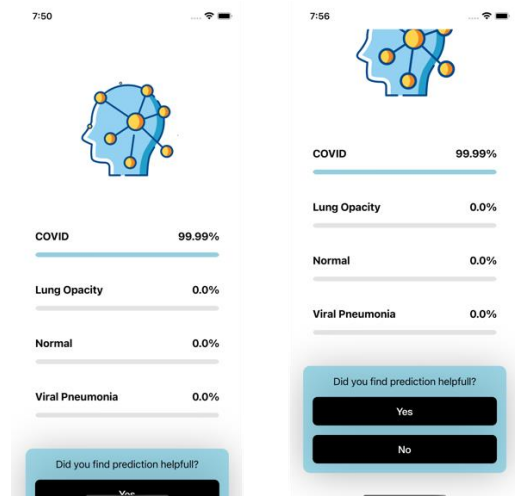 7:50
COVID 99.99%
Lung Opacity 0.0%
Normal 0.0%
Viral Pneumonia 0.0%
Did you find prediction helpfull?
Yes
7:56
COVID 99.99%
Lung Opacity 0.0%
Normal 0.0%
Viral Pneumonia 0.0%
Did you find prediction helpfull?
Yes
No